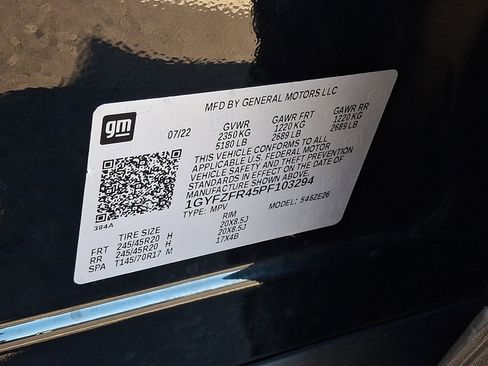 MFD BY GENERAL MOTORS LLC
gm
07/22 GVWR GAWR FRT GAWR RR
2350 KG 1220 KG 1220 KG
5180 LB 2689 LB 2689 LB
THIS VEHICLE CONFORMS TO ALL
APPLICABLE U.S. FEDERAL MOTOR
VEHICLE SAFETY AND THEFT PREVENTION
STANDARDS IN EFFECT ON THE DATE OF
MANUFACTURE SHOWN ABOVE.
1GYFZFR45PF103294
TYPE: MPV MODEL: 546ZE26
384A
TIRE SIZE RIM
FRT 245/45R20 H 20X8.5J
RR 245/45R20 H 20X8.5J
SPA T145/70R17 M 17X4B